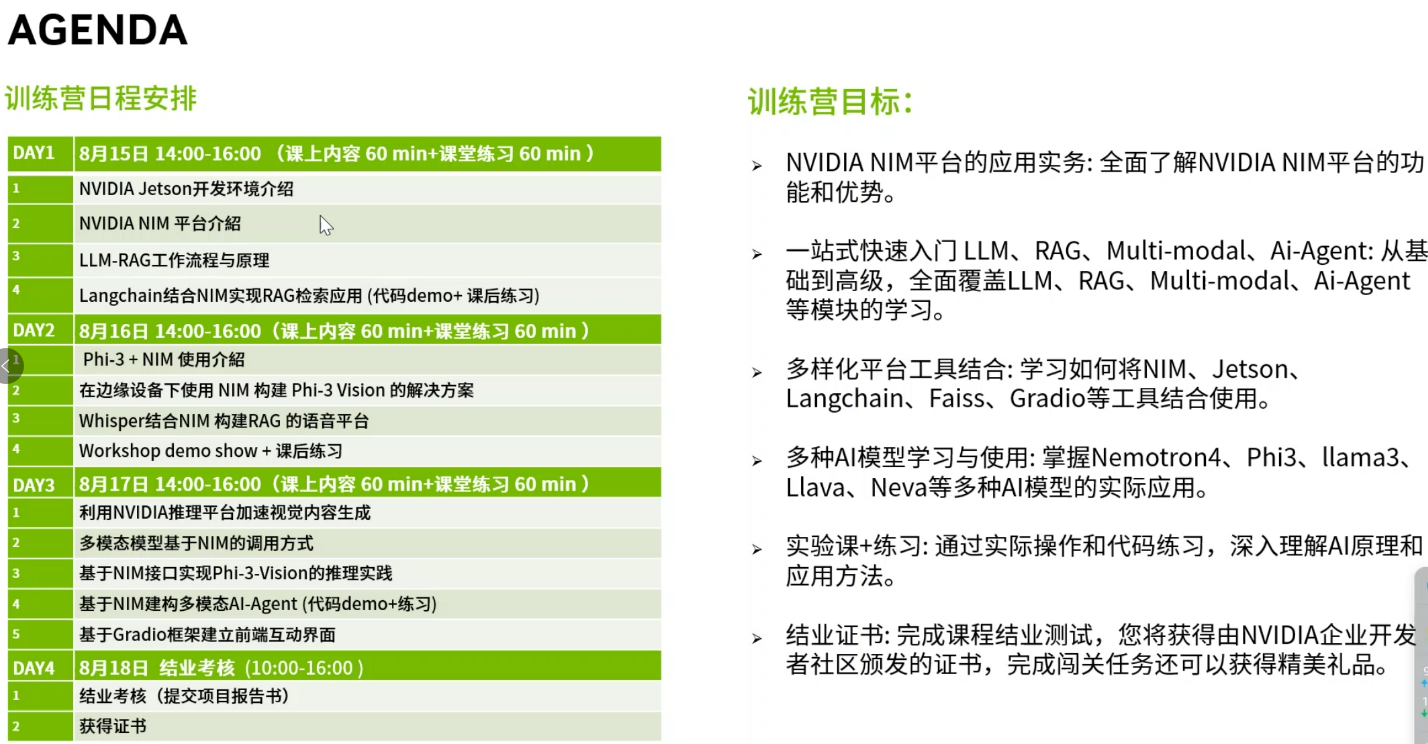 AGENDA
训练营日程安排
DAY1 8月15日 14:00-16:00 （课上内容 60 min+课堂练习 60 min ）
1 NVIDIA Jetson开发环境介绍
2 NVIDIA NIM 平台介紹
3 LLM-RAG工作流程与原理
4 Langchain结合NIM实现RAG检索应用 (代码demo+ 课后练习)
DAY2 8月16日 14:00-16:00（课上内容 60 min+课堂练习 60 min ）
1 Phi-3 + NIM 使用介紹
2 在边缘设备下使用 NIM 构建 Phi-3 Vision 的解决方案
3 Whisper结合NIM 构建RAG 的语音平台
4 Workshop demo show + 课后练习
DAY3 8月17日 14:00-16:00（课上内容 60 min+课堂练习 60 min ）
1 利用NVIDIA推理平台加速视觉内容生成
2 多模态模型基于NIM的调用方式
3 基于NIM接口实现Phi-3-Vision的推理实践
4 基于NIM建构多模态AI-Agent (代码demo+练习)
5 基于Gradio框架建立前端互动界面
DAY4 8月18日 结业考核 (10:00-16:00 )
1 结业考核（提交项目报告书）
2 获得证书
训练营目标：
➢ NVIDIA NIM平台的应用实务: 全面了解NVIDIA NIM平台的功
能和优势。
➢ 一站式快速入门 LLM、RAG、Multi-modal、Ai-Agent: 从基
础到高级，全面覆盖LLM、RAG、Multi-modal、Ai-Agent
等模块的学习。
➢ 多样化平台工具结合: 学习如何将NIM、Jetson、
Langchain、Faiss、Gradio等工具结合使用。
➢ 多种AI模型学习与使用: 掌握Nemotron4、Phi3、llama3、
Llava、Neva等多种AI模型的实际应用。
➢ 实验课+练习: 通过实际操作和代码练习，深入理解AI原理和
应用方法。
➢ 结业证书: 完成课程结业测试，您将获得由NVIDIA企业开发
者社区颁发的证书，完成闯关任务还可以获得精美礼品。